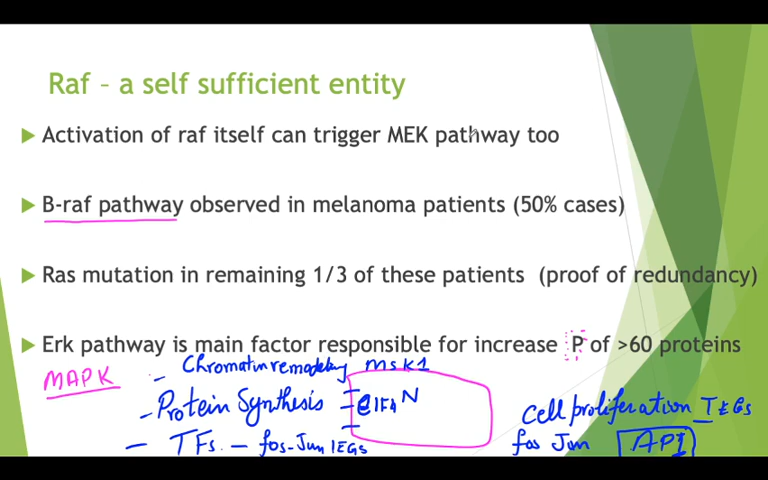 Raf – a self sufficient entity
Activation of raf itself can trigger MEK pathway too
B-raf pathway observed in melanoma patients (50% cases)
Ras mutation in remaining 1/3 of these patients (proof of redundancy)
Erk pathway is main factor responsible for increase P of >60 proteins
MAPK
- Chromatin remodeling MSK1
- Protein Synthesis - eIF4 N
- TFs - fos-Jun IEGs
Cell proliferation IEGs
fos Jun API